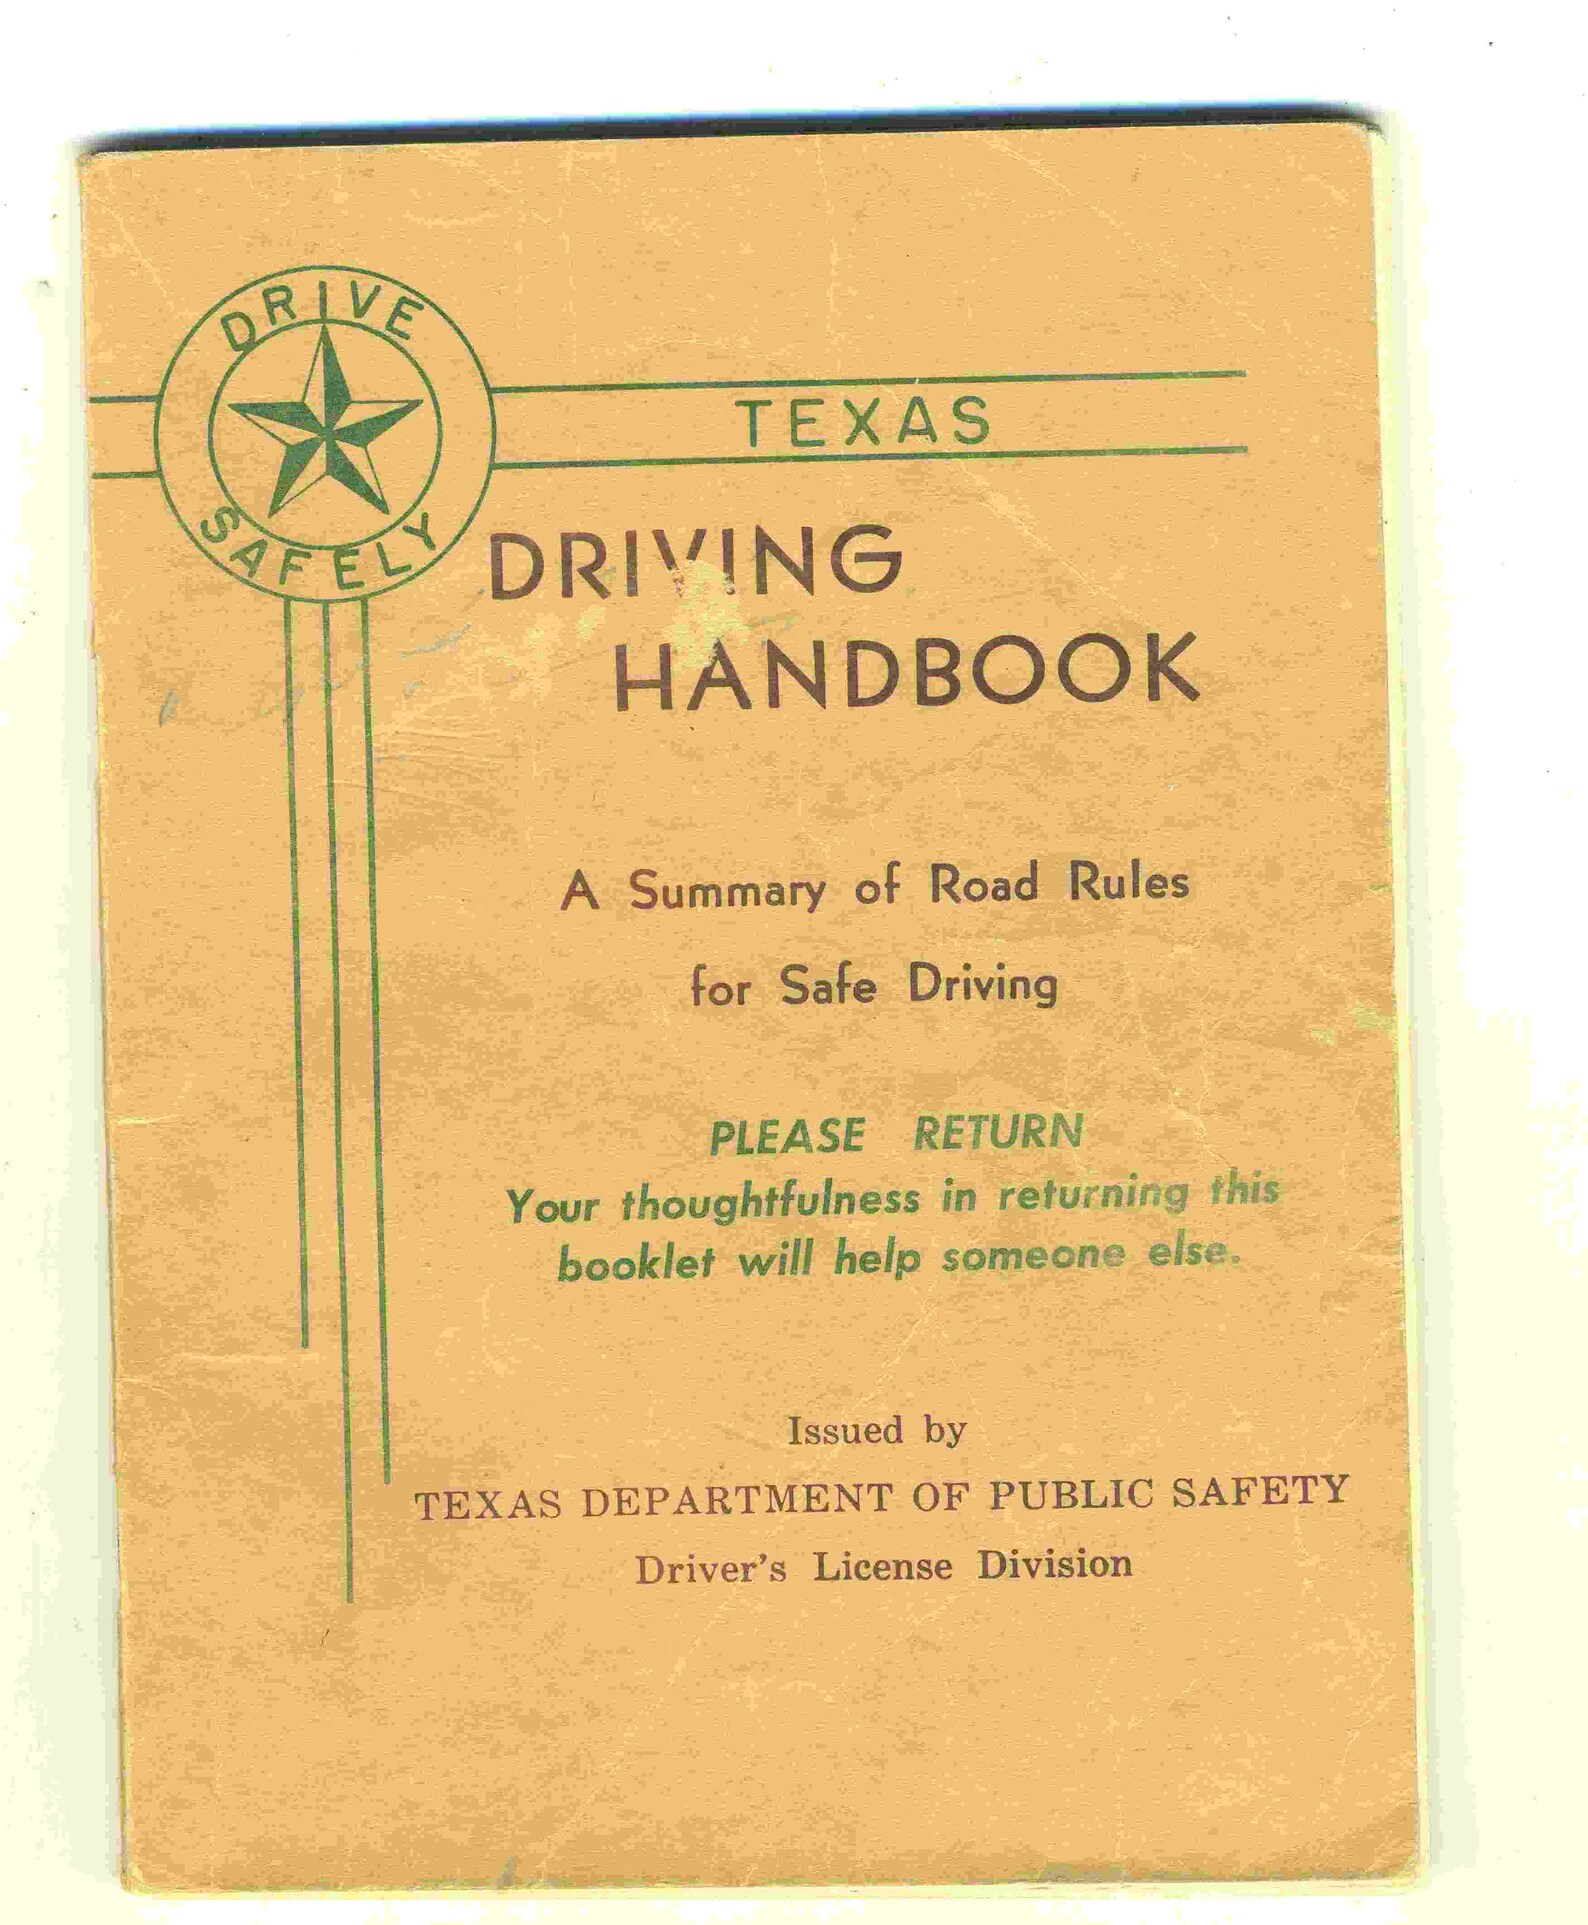 DRIVE
SAFELY
TEXAS
DRIVING
HANDBOOK
A Summary of Road Rules
for Safe Driving
PLEASE RETURN
Your thoughtfulness in returning this
booklet will help someone else.
Issued by
TEXAS DEPARTMENT OF PUBLIC SAFETY
Driver's License Division